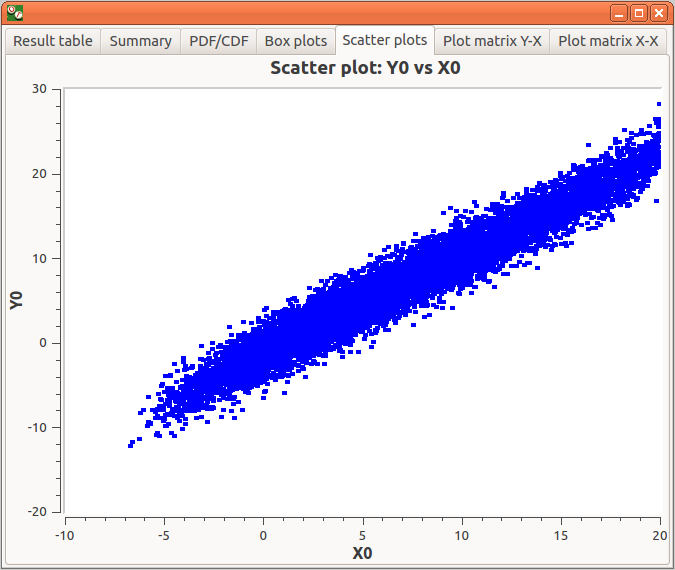 Result table Summary PDF/CDF Box plots Scatter plots Plot matrix Y-X Plot matrix X-X
Scatter plot: Y0 vs X0
30
20
10
0
-10
-20
Y0
-10 -5 0 5 10 15 20
X0